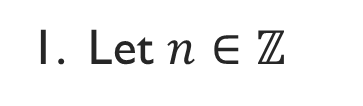 1. Let n ∈ ℤ